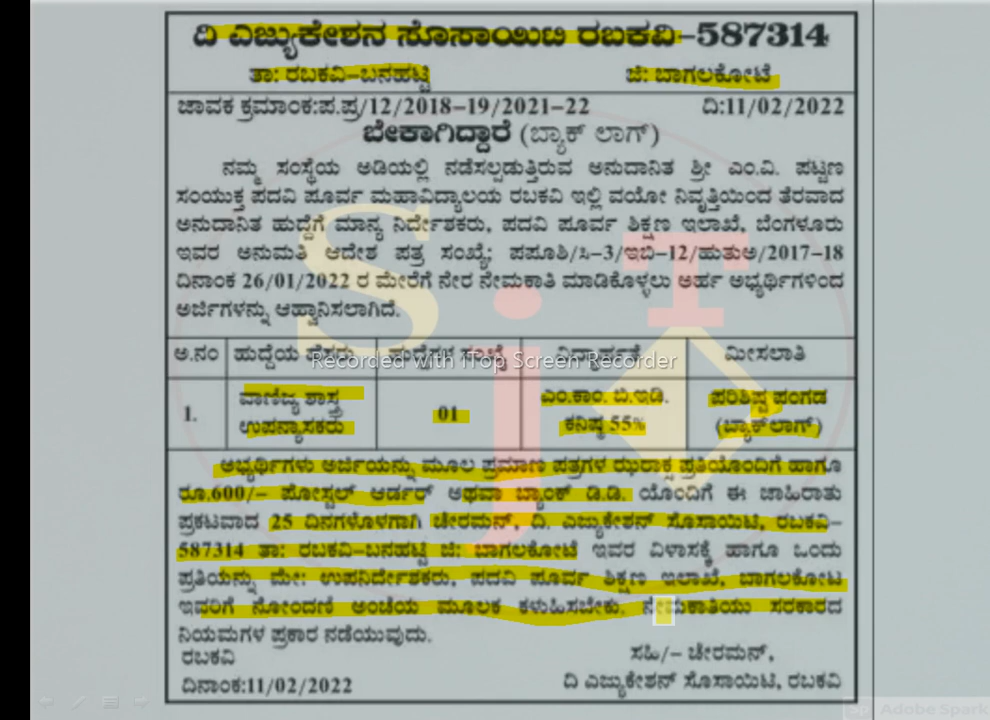 ದಿ ಎಜ್ಯುಕೇಶನ ಸೊಸಾಯಿಟಿ ರಬಕವಿ-587314
ತಾ: ರಬಕವಿ-ಬನಹಟ್ಟಿ ಜಿ: ಬಾಗಲಕೋಟೆ
ಜಾವಕ ಕ್ರಮಾಂಕ:ಪ.ಪ್ರ/12/2018-19/2021-22 ದಿ:11/02/2022
ಬೇಕಾಗಿದ್ದಾರೆ (ಬ್ಯಾಕ್ ಲಾಗ್)
ನಮ್ಮ ಸಂಸ್ಥೆಯ ಅಡಿಯಲ್ಲಿ ನಡೆಸಲ್ಪಡುತ್ತಿರುವ ಅನುದಾನಿತ ಶ್ರೀ ಎಂ.ವಿ. ಪಟ್ಟಣ
ಸಂಯುಕ್ತ ಪದವಿ ಪೂರ್ವ ಮಹಾವಿದ್ಯಾಲಯ ರಬಕವಿ ಇಲ್ಲಿ ವಯೋ ನಿವೃತ್ತಿಯಿಂದ ತೆರವಾದ
ಅನುದಾನಿತ ಹುದ್ದೆಗೆ ಮಾನ್ಯ ನಿರ್ದೇಶಕರು, ಪದವಿ ಪೂರ್ವ ಶಿಕ್ಷಣ ಇಲಾಖೆ, ಬೆಂಗಳೂರು
ಇವರ ಅನುಮತಿ ಆದೇಶ ಪತ್ರ ಸಂಖ್ಯೆ; ಪಪೂಶಿ/ಸಿ-3/ಇಬಿ-12/ಹುತುಅ/2017-18
ದಿನಾಂಕ 26/01/2022 ರ ಮೇರೆಗೆ ನೇರ ನೇಮಕಾತಿ ಮಾಡಿಕೊಳ್ಳಲು ಅರ್ಹ ಅಭ್ಯರ್ಥಿಗಳಿಂದ
ಅರ್ಜಿಗಳನ್ನು ಆಹ್ವಾನಿಸಲಾಗಿದೆ.
ಅ.ನಂ ಹುದ್ದೆಯ ಹೆಸರು ಹುದ್ದೆಗಳ ಸಂಖ್ಯೆ ವಿದ್ಯಾರ್ಹತೆ ಮೀಸಲಾತಿ
Recorded with iTop Screen Recorder
1. ವಾಣಿಜ್ಯ ಶಾಸ್ತ್ರ ಉಪನ್ಯಾಸಕರು 01 ಎಂ.ಕಾಂ. ಬಿ.ಇಡಿ. ಕನಿಷ್ಠ 55% ಪರಿಶಿಷ್ಟ ಪಂಗಡ (ಬ್ಯಾಕ್‌ಲಾಗ್)
ಅಭ್ಯರ್ಥಿಗಳು ಅರ್ಜಿಯನ್ನು ಮೂಲ ಪ್ರಮಾಣ ಪತ್ರಗಳ ಝರಾಕ್ಷ ಪ್ರತಿಯೊಂದಿಗೆ ಹಾಗೂ
ರೂ.600/- ಪೋಸ್ಟಲ್ ಆರ್ಡರ್ ಅಥವಾ ಬ್ಯಾಂಕ್ ಡಿ.ಡಿ. ಯೊಂದಿಗೆ ಈ ಜಾಹಿರಾತು
ಪ್ರಕಟವಾದ 25 ದಿನಗಳೊಳಗಾಗಿ ಚೇರಮನ್, ದಿ. ಎಜ್ಯುಕೇಶನ್ ಸೊಸಾಯಿಟಿ, ರಬಕವಿ-
587314 ತಾ: ರಬಕವಿ-ಬನಹಟ್ಟಿ ಜಿ: ಬಾಗಲಕೋಟೆ ಇವರ ವಿಳಾಸಕ್ಕೆ ಹಾಗೂ ಒಂದು
ಪ್ರತಿಯನ್ನು ಮೇ: ಉಪನಿರ್ದೇಶಕರು, ಪದವಿ ಪೂರ್ವ ಶಿಕ್ಷಣ ಇಲಾಖೆ, ಬಾಗಲಕೋಟ
ಇವರಿಗೆ ನೋಂದಣಿ ಅಂಚೆಯ ಮೂಲಕ ಕಳುಹಿಸಬೇಕು. ನೇಮಕಾತಿಯು ಸರಕಾರದ
ನಿಯಮಗಳ ಪ್ರಕಾರ ನಡೆಯುವುದು.
ರಬಕವಿ ಸಹಿ/- ಚೇರಮನ್,
ದಿನಾಂಕ:11/02/2022 ದಿ ಎಜ್ಯುಕೇಶನ್ ಸೊಸಾಯಿಟಿ, ರಬಕವಿ
S j T
Sp Adobe Spark